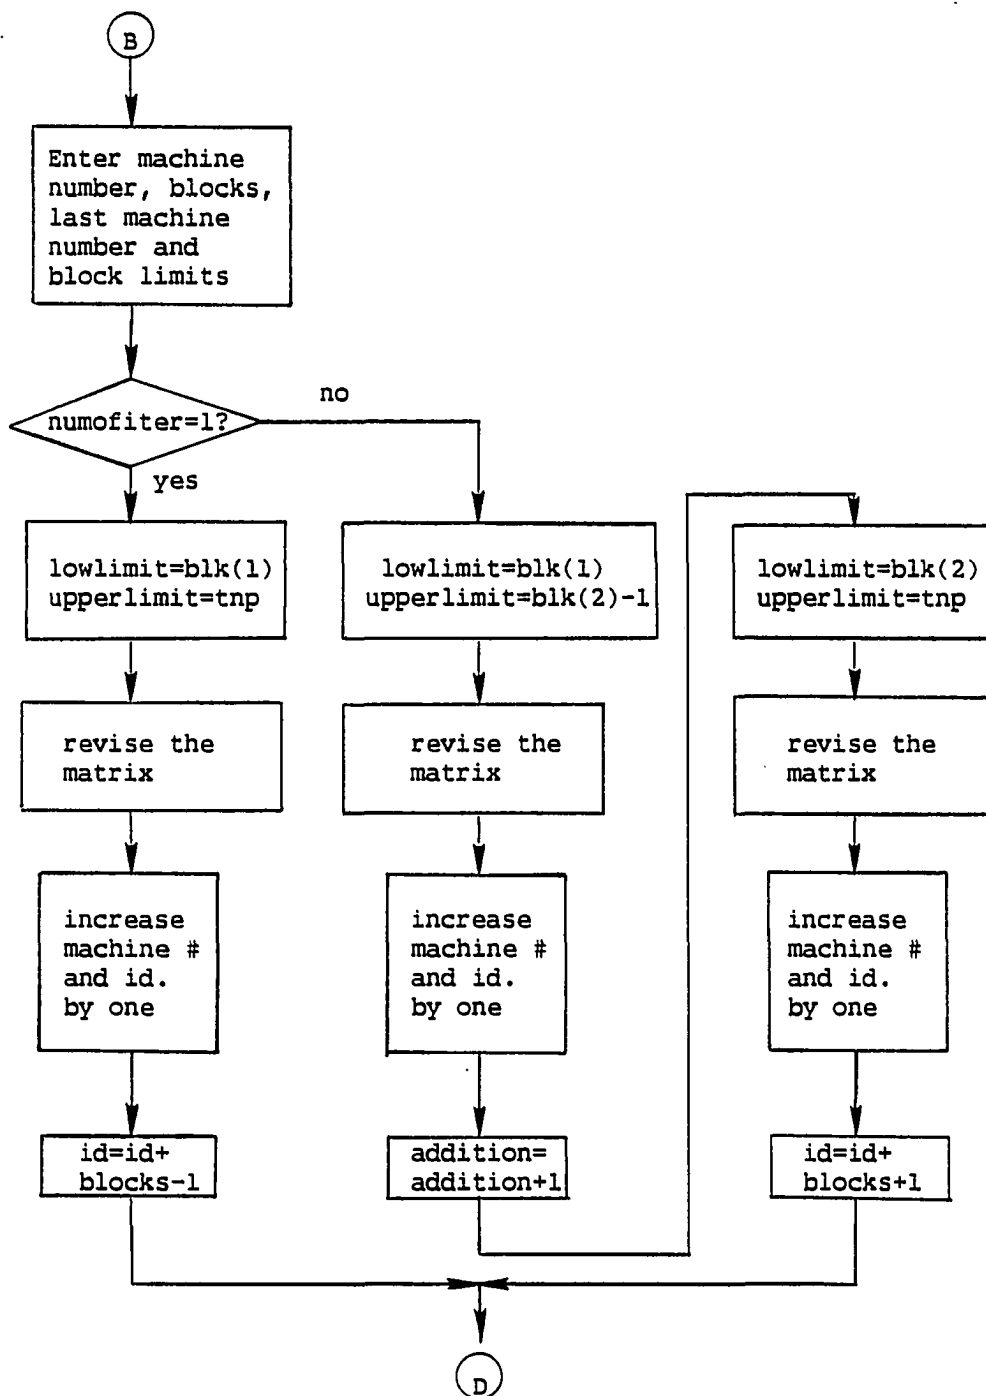 B
Enter machine
number, blocks,
last machine
number and
block limits
numofiter=1?
no
yes
lowlimit=blk(1)
upperlimit=tnp
revise the
matrix
increase
machine #
and id.
by one
id=id+
blocks-1
lowlimit=blk(1)
upperlimit=blk(2)-1
revise the
matrix
increase
machine #
and id.
by one
addition=
addition+1
lowlimit=blk(2)
upperlimit=tnp
revise the
matrix
increase
machine #
and id.
by one
id=id+
blocks+1
D